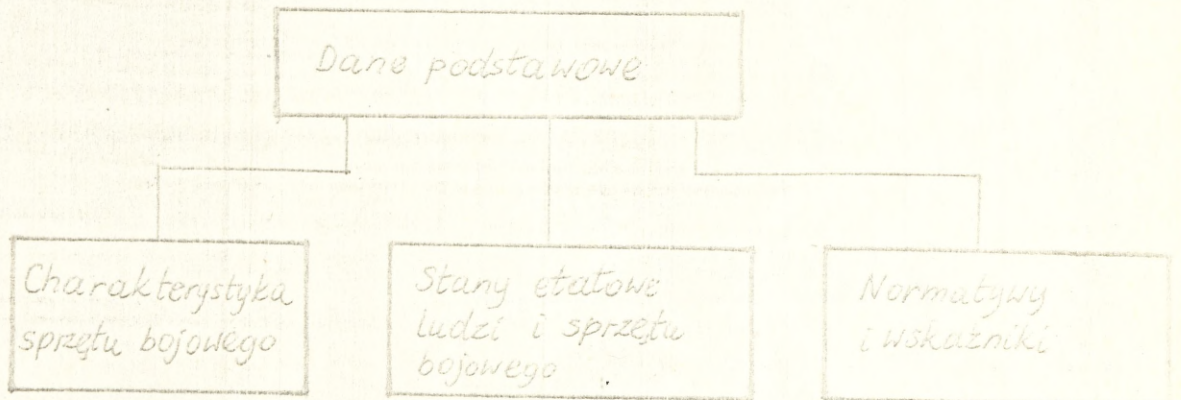 Dane podstawowe
Charakterystyka
sprzętu bojowego
Stany etatowe
ludzi i sprzętu
bojowego
Normatywy
i wskaźniki